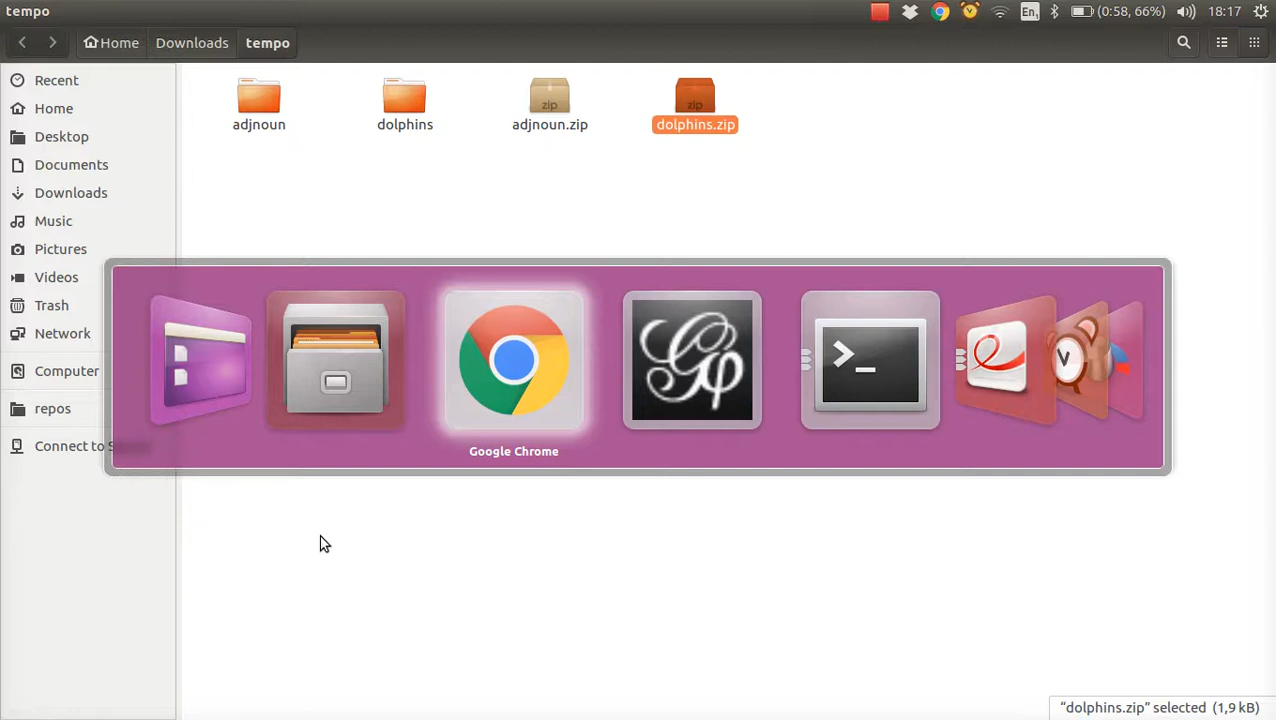 tempo
En1
(0:58, 66%)
18:17
Home
Downloads
tempo
Recent
Home
Desktop
Documents
Downloads
Music
Pictures
Videos
Trash
Network
Computer
repos
Connect to
adjnoun
dolphins
zip
adjnoun.zip
zip
dolphins.zip
Google Chrome
"dolphins.zip" selected (1,9 kB)